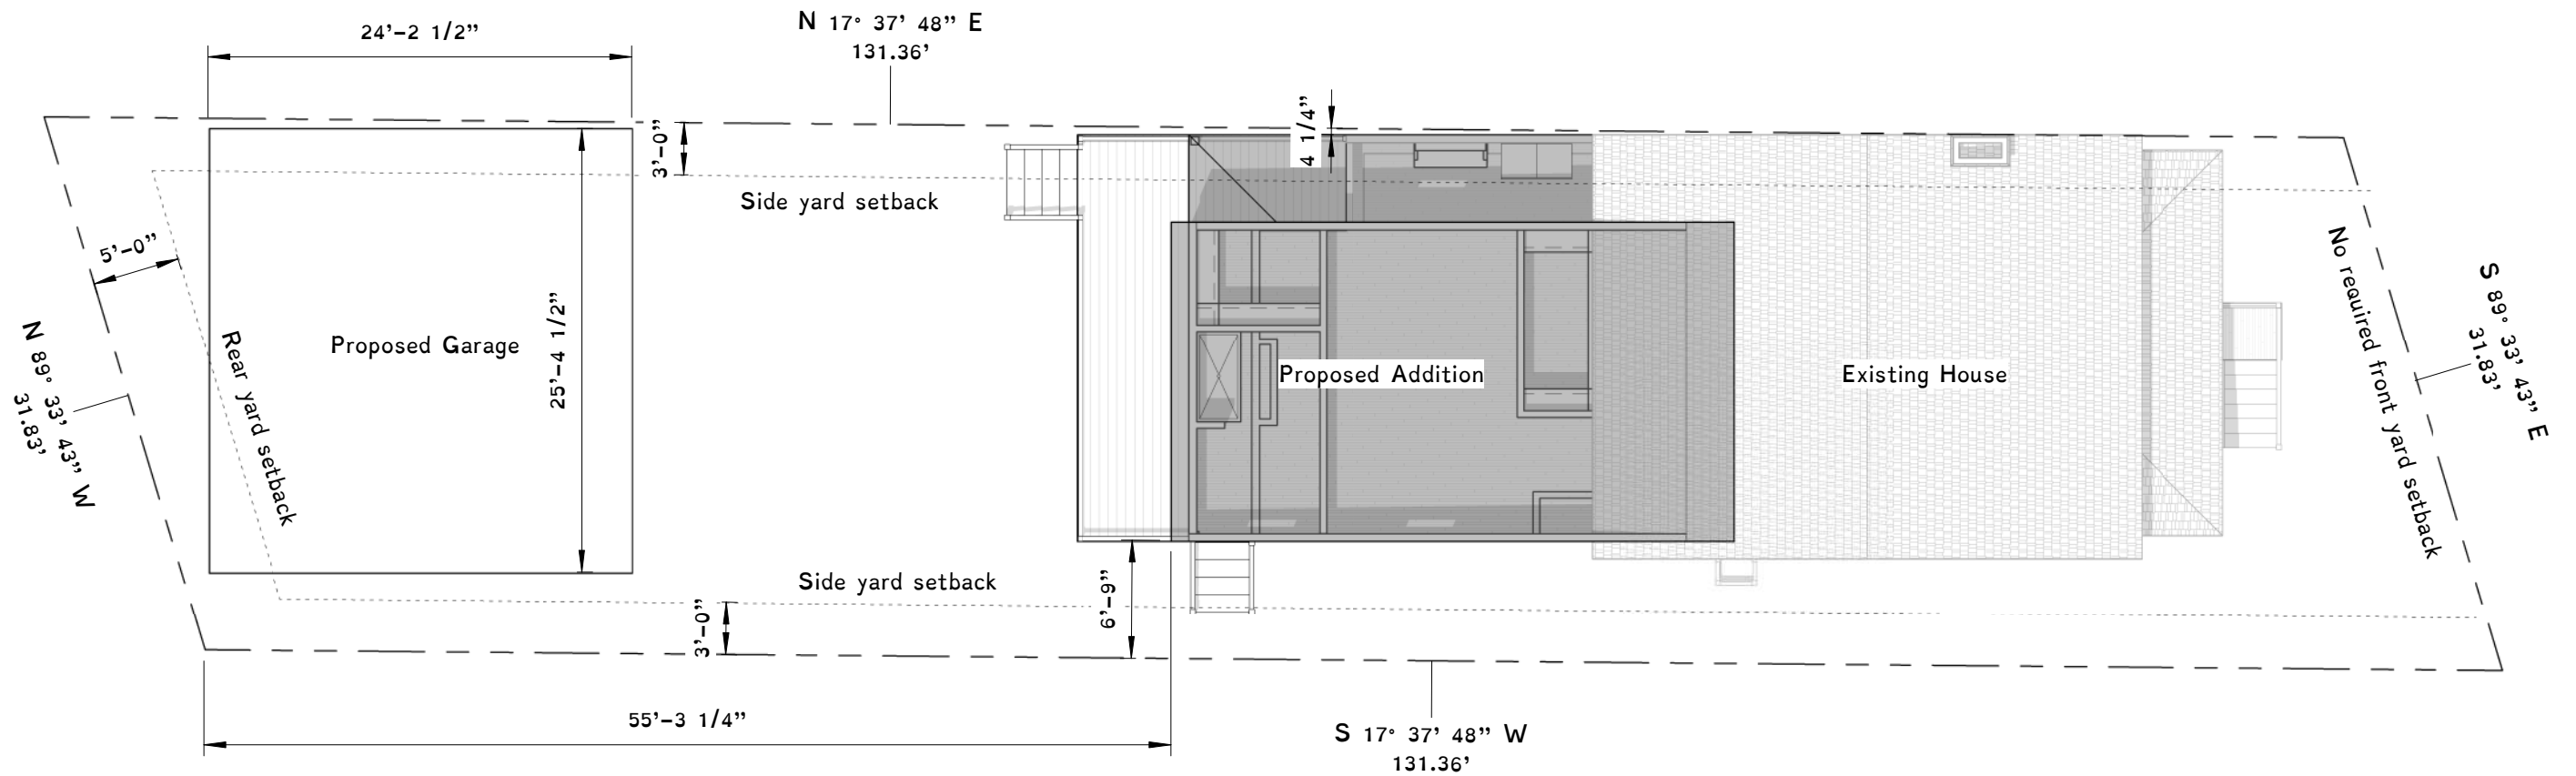 24’-2 1/2”
N 17° 37’ 48” E
131.36’
4 1/4”
3’-0”
Side yard setback
5’-0”
N 89° 33’ 43” W
31.83’
Rear yard setback
Proposed Garage
25’-4 1/2”
Proposed Addition
Existing House
No required front yard setback
S 89° 33’ 43” E
31.83’
Side yard setback
3’-0”
6’-9”
55’-3 1/4”
S 17° 37’ 48” W
131.36’